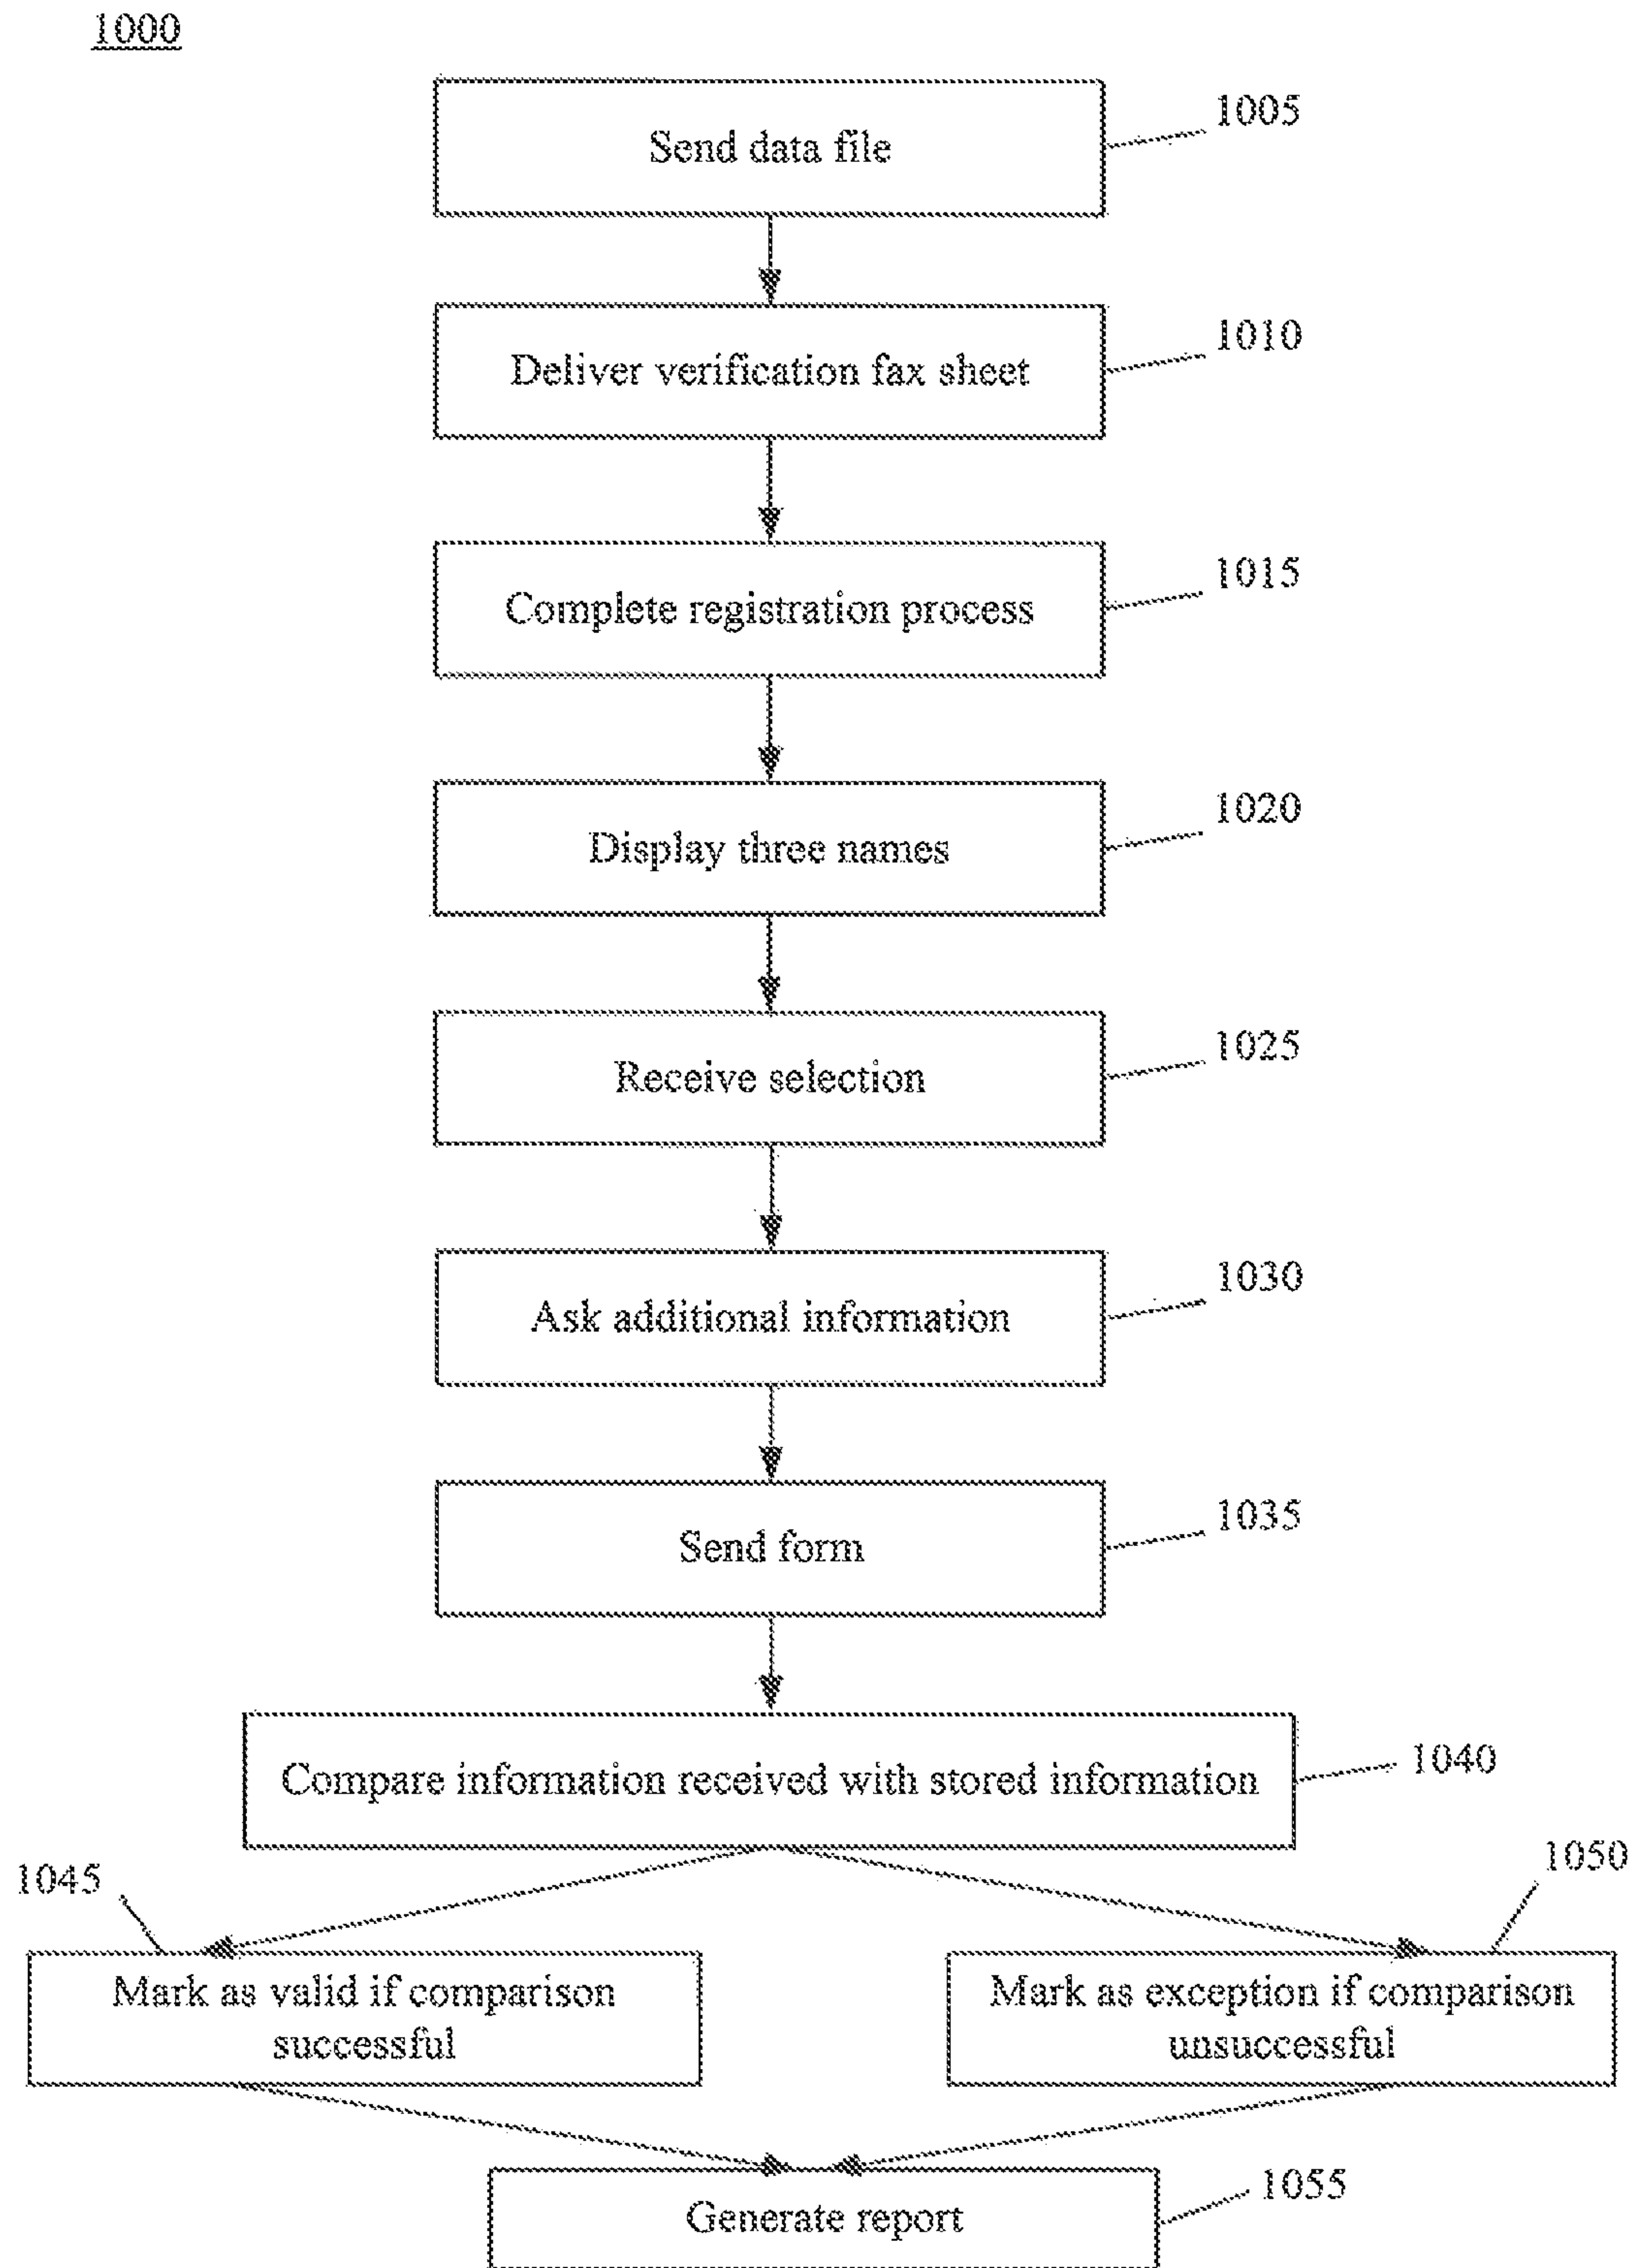 1000
Send data file
1005
Deliver verification fax sheet
1010
Complete registration process
1015
Display three names
1020
Receive selection
1025
Ask additional information
1030
Send form
1035
Compare information received with stored information
1040
1045
1050
Mark as valid if comparison
successful
Mark as exception if comparison
unsuccessful
Generate report
1055